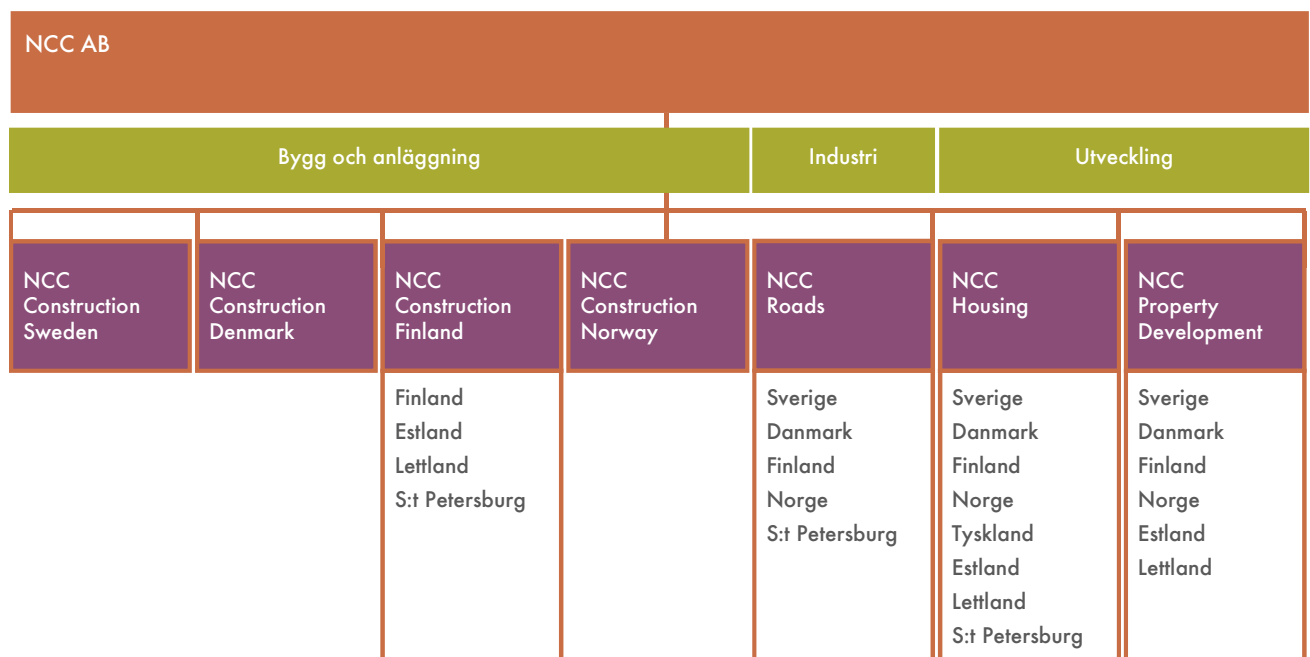 NCC AB
Bygg och anläggning
Industri
Utveckling
NCC
Construction
Sweden
NCC
Construction
Denmark
NCC
Construction
Finland
NCC
Construction
Norway
NCC
Roads
NCC
Housing
NCC
Property
Development
Finland
Estland
Lettland
S:t Petersburg
Sverige
Danmark
Finland
Norge
S:t Petersburg
Sverige
Danmark
Finland
Norge
Tyskland
Estland
Lettland
S:t Petersburg
Sverige
Danmark
Finland
Norge
Estland
Lettland